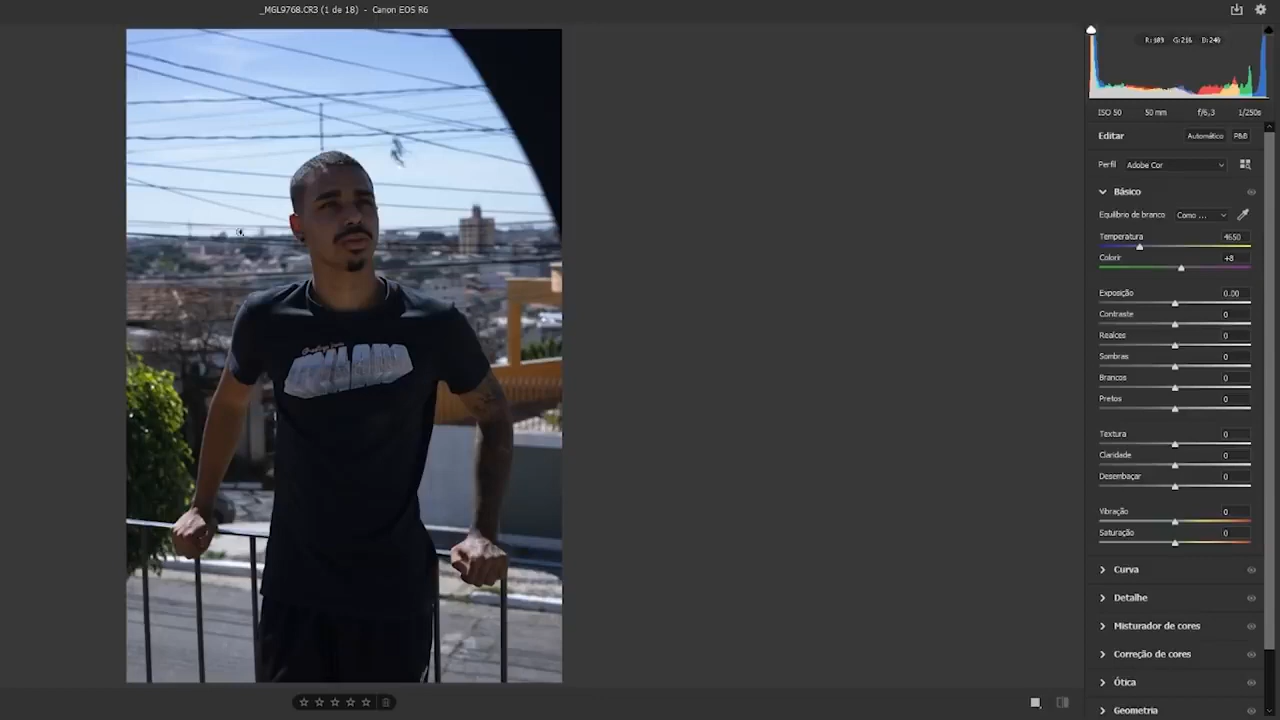 _MGL9768.CR3 (1 de 18) - Canon EOS R6
R: 189 G: 216 B: 246
ISO 50 50 mm f/6,3 1/250s
Editar Automático P&B
Perfil Adobe Cor
Básico
Equilíbrio de branco Como ...
Temperatura 4650
Colorir +8
Exposição 0.00
Contraste 0
Realces 0
Sombras 0
Brancos 0
Pretos 0
Textura 0
Claridade 0
Desembaçar 0
Vibração 0
Saturação 0
Curva
Detalhe
Misturador de cores
Correção de cores
Ótica
Geometria